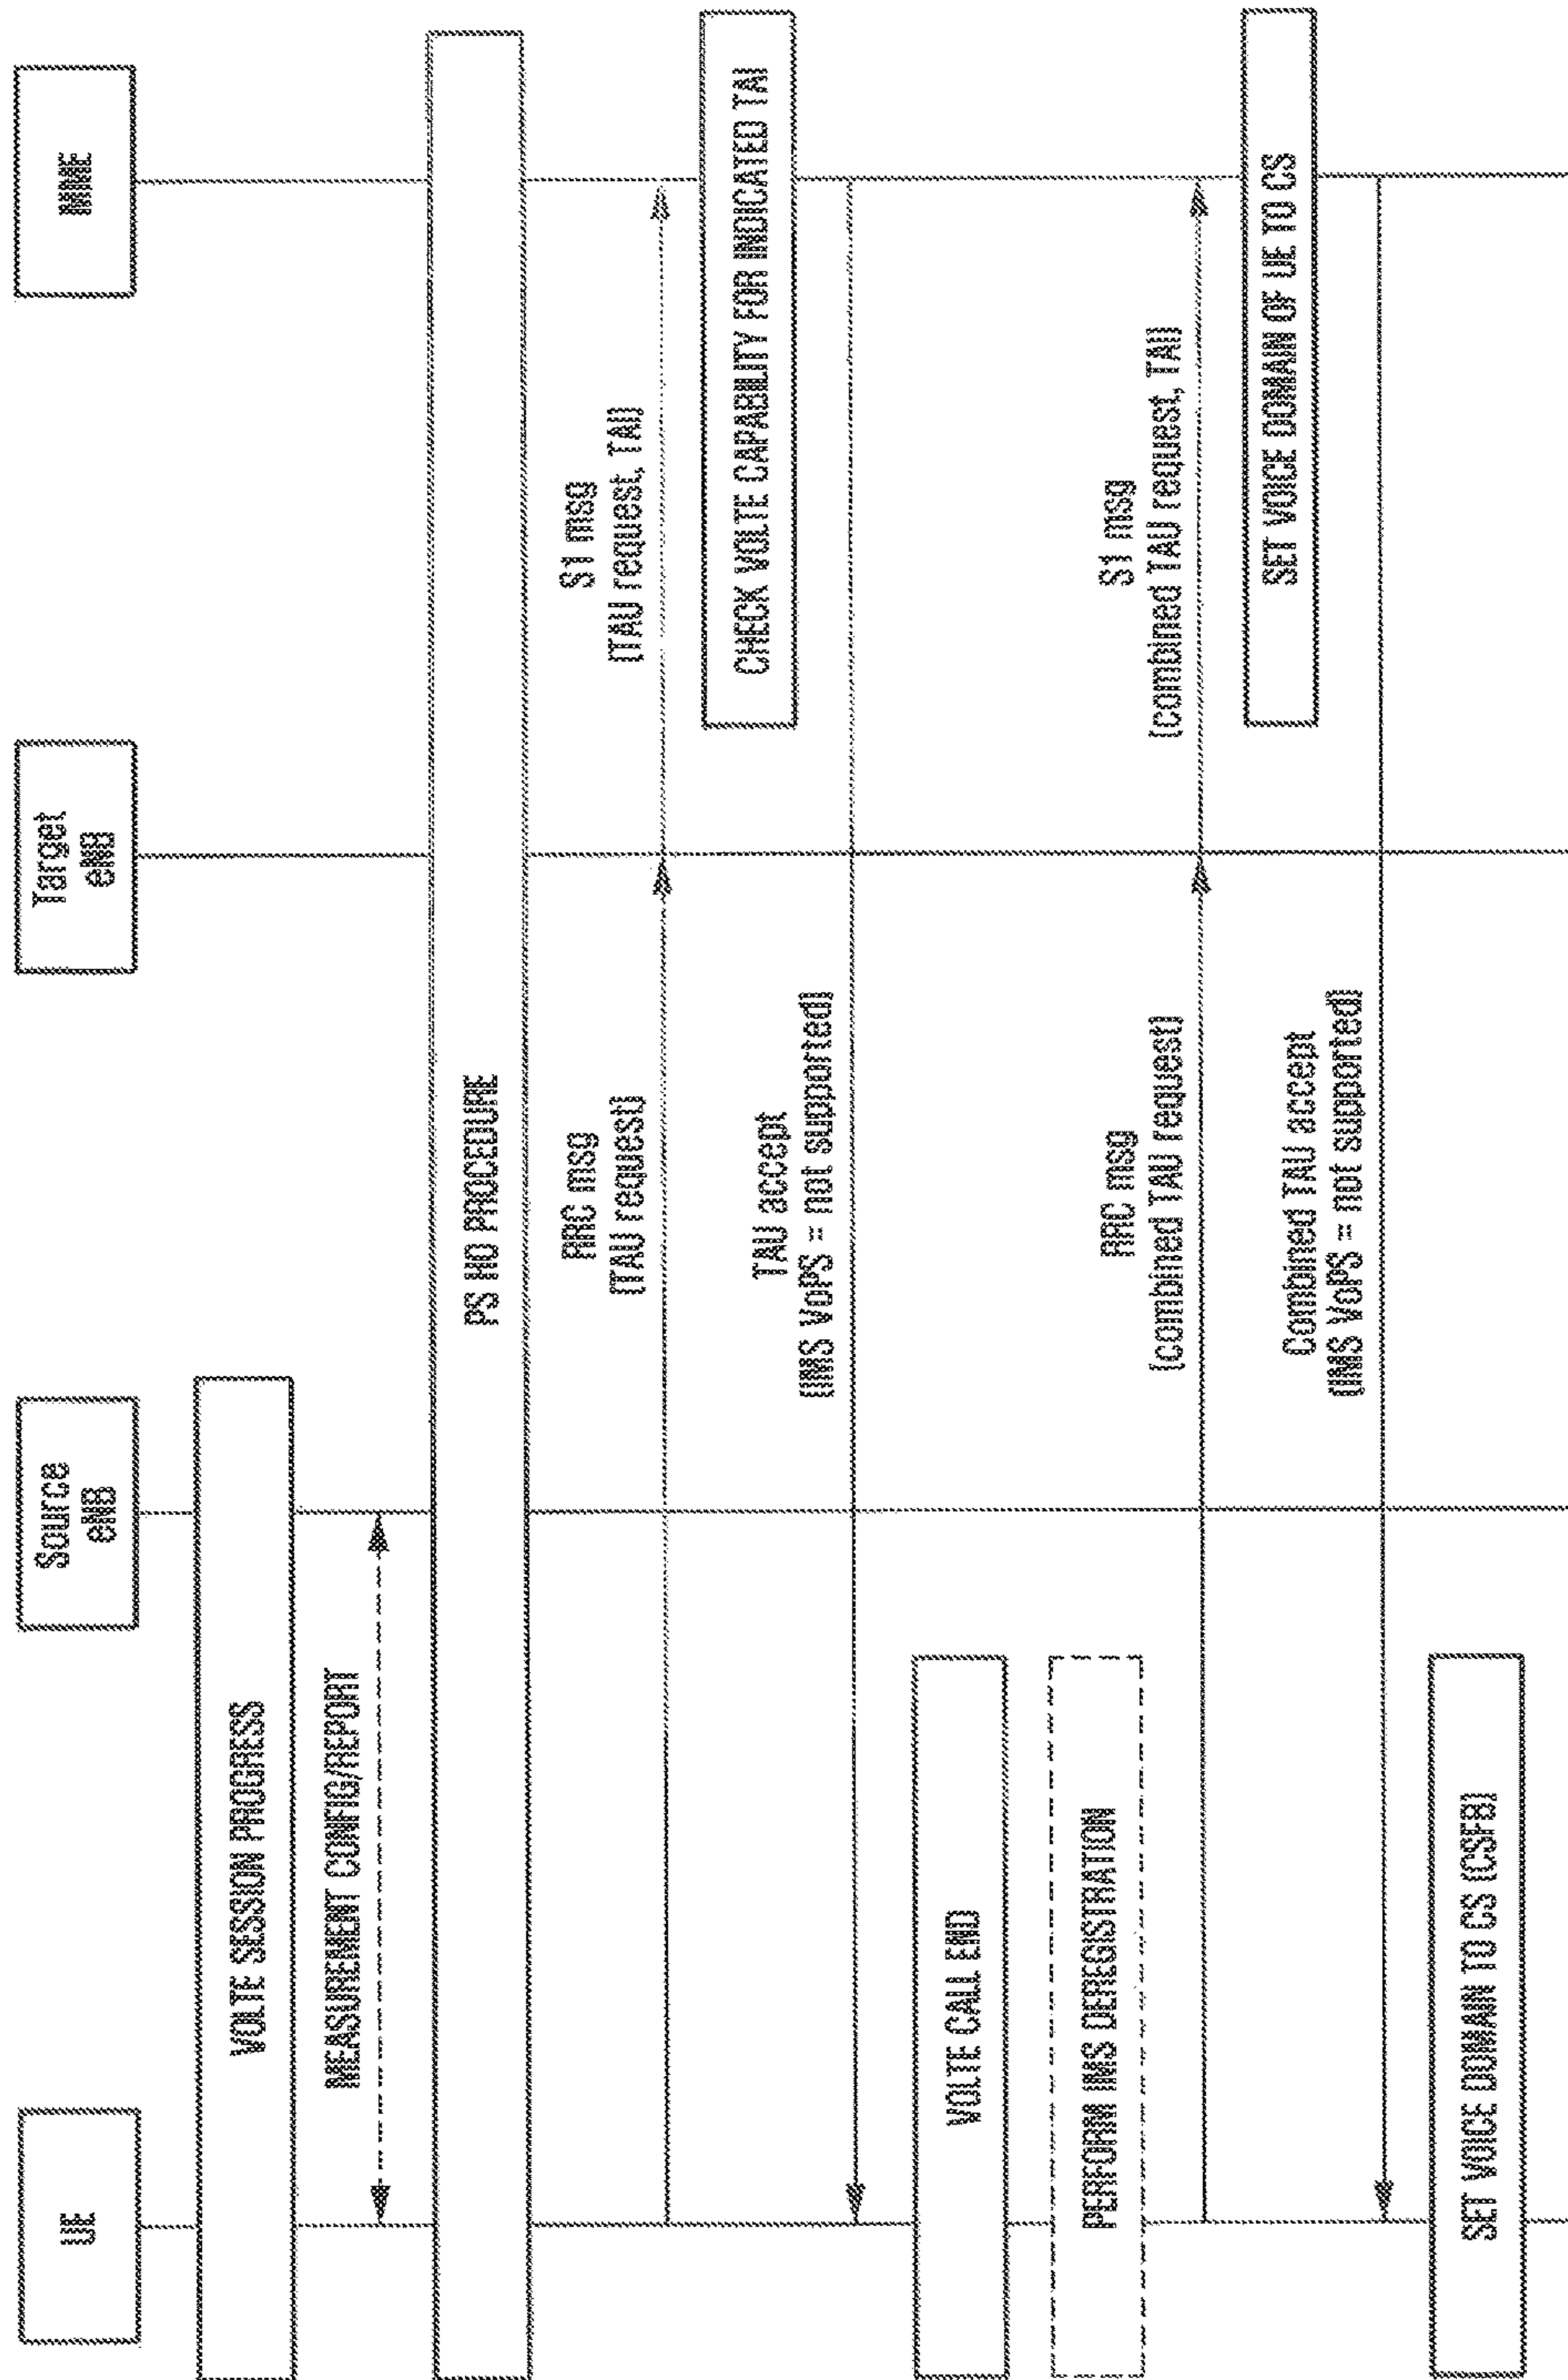 UE
Source
eNB
Target
eNB
MME
VOLTE SESSION PROGRESS
MEASUREMENT CONFIG/REPORT
PS HO PROCEDURE
RRC msg
(TAU request)
S1 msg
(TAU request, TAI)
CHECK VOLTE CAPABILITY FOR INDICATED TAI
TAU accept
(IMS VoPS = not supported)
VOLTE CALL END
PERFORM IMS DEREGISTRATION
RRC msg
(combined TAU request)
S1 msg
(combined TAU request, TAI)
SET VOICE DOMAIN OF UE TO CS
Combined TAU accept
(IMS VoPS = not supported)
SET VOICE DOMAIN TO CS (CSFB)